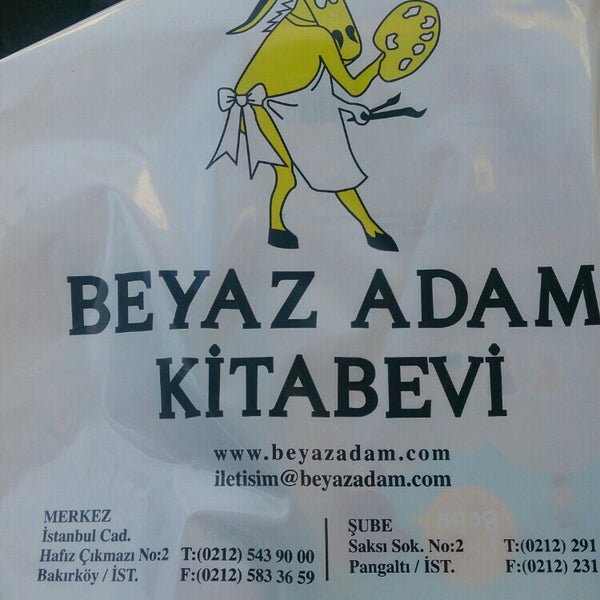 BEYAZ ADAM
KİTABEVİ
www.beyazadam.com
iletisim@beyazadam.com
MERKEZ
İstanbul Cad.
Hafız Çıkmazı No:2 T:(0212) 543 90 00
Bakırköy / İST. F:(0212) 583 36 59
ŞUBE
Saksı Sok. No:2 T:(0212) 291
Pangaltı / İST. F:(0212) 231